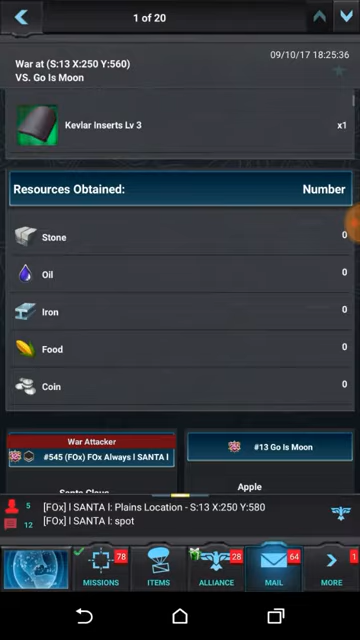 1 of 20
09/10/17 18:25:36
War at (S:13 X:250 Y:560)
VS. Go Is Moon
Kevlar Inserts Lv 3 x1
Resources Obtained: Number
Stone 0
Oil 0
Iron 0
Food 0
Coin 0
War Attacker
#545 (FOx) FOx Always l SANTA l
#13 Go Is Moon
Santa Claus
Apple
5 [FOx] l SANTA l: Plains Location - S:13 X:250 Y:580
12 [FOx] l SANTA l: spot
78 28 64 1
MISSIONS ITEMS ALLIANCE MAIL MORE